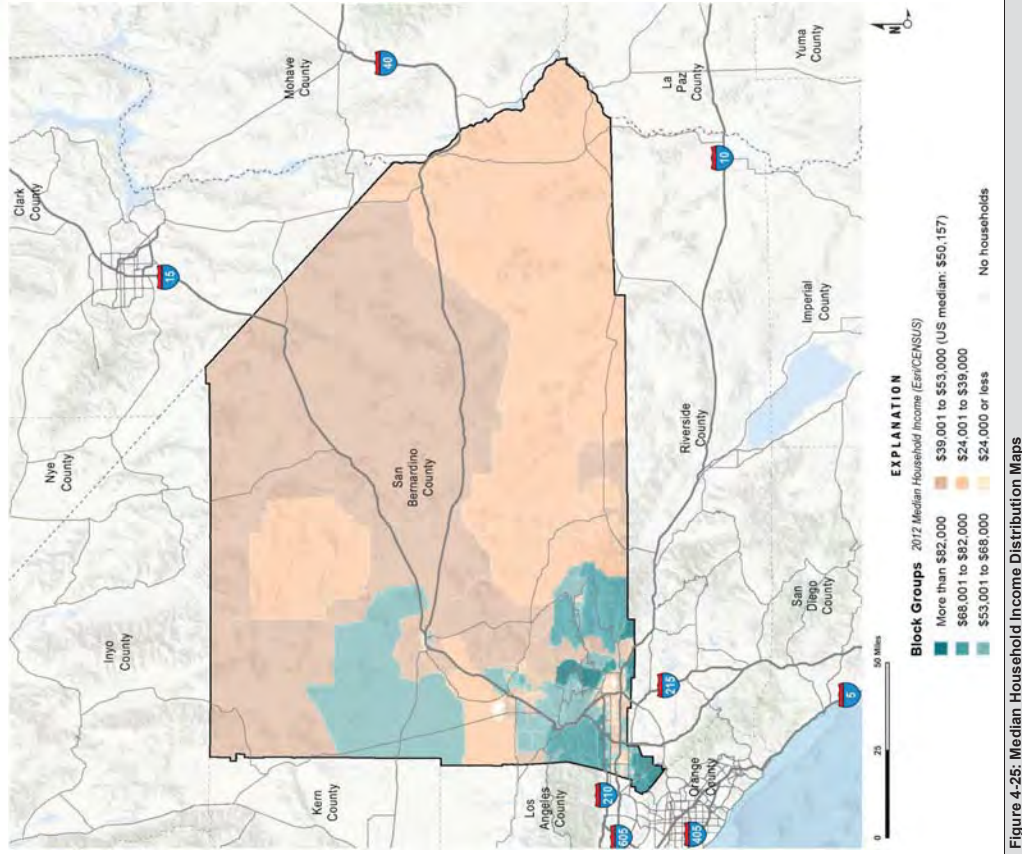 Clark
County
Nye
County
Inyo
County
Kern
County
Los
Angeles
County
Orange
County
San
Bernardino
County
Mohave
County
La
Paz
County
Yuma
County
Riverside
County
Imperial
County
San
Diego
County
15
40
10
215
210
605
405
5
N
0 25 50 Miles
EXPLANATION
Block Groups 2012 Median Household Income (Esri/CENSUS)
More than $82,000
$68,001 to $82,000
$53,001 to $68,000
$39,001 to $53,000 (US median: $50,157)
$24,001 to $39,000
$24,000 or less
No households
Figure 4-25: Median Household Income Distribution Maps